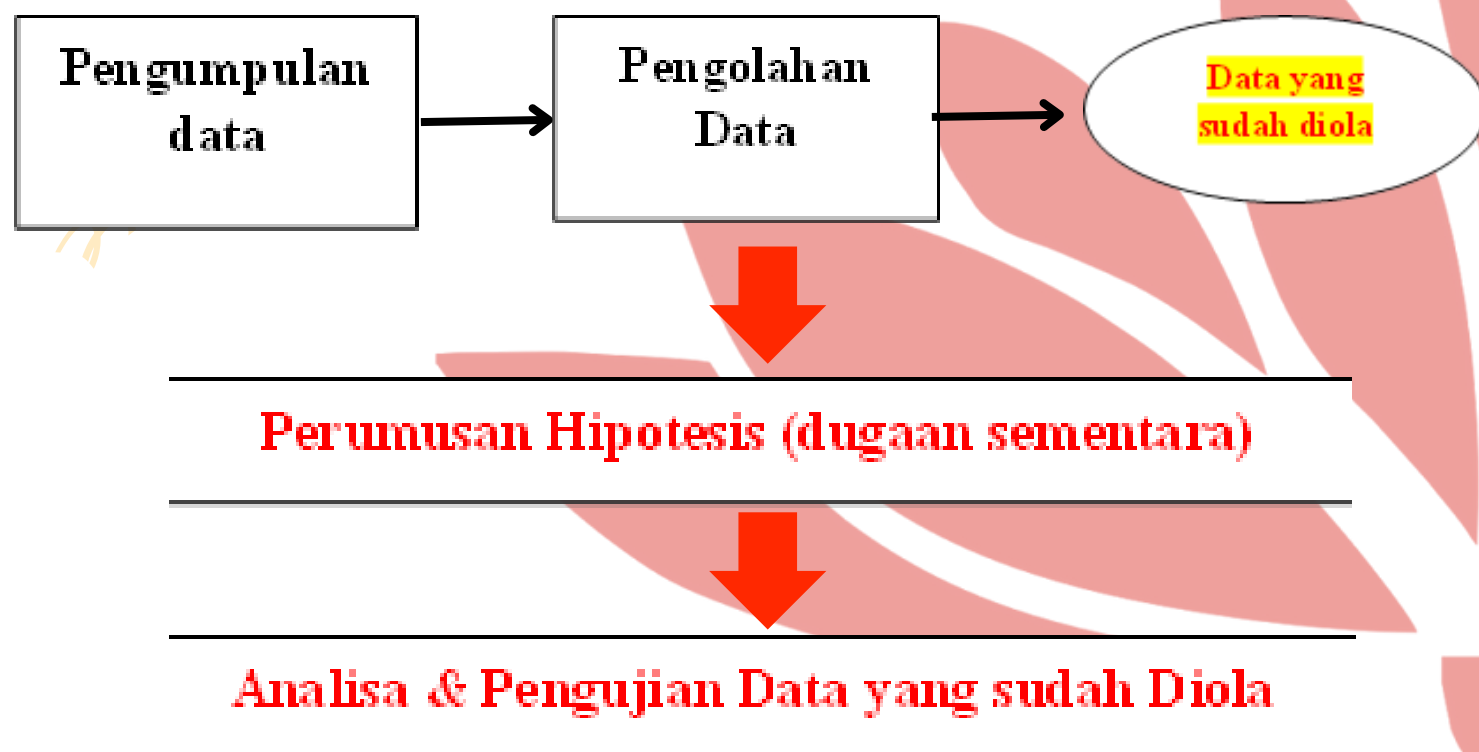 Pengumpulan
data
Pengolahan
Data
Data yang
sudah diola
Perumusan Hipotesis (dugaan sementara)
Analisa & Pengujian Data yang sudah Diola